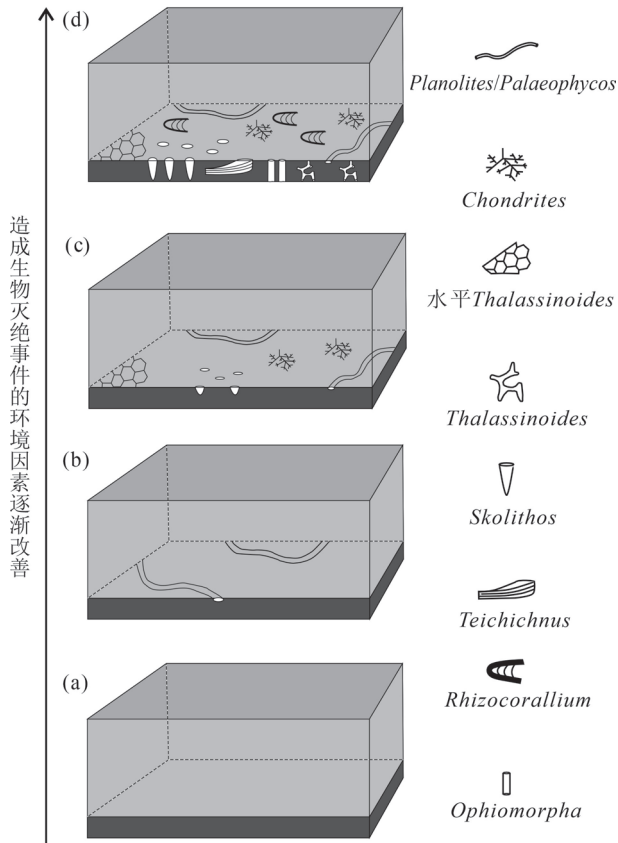 造成生物灭绝事件的环境因素逐渐改善
(d)
(c)
(b)
(a)
Planolites/Palaeophycos
Chondrites
水平Thalassinoides
Thalassinoides
Skolithos
Teichichnus
Rhizocorallium
Ophiomorpha